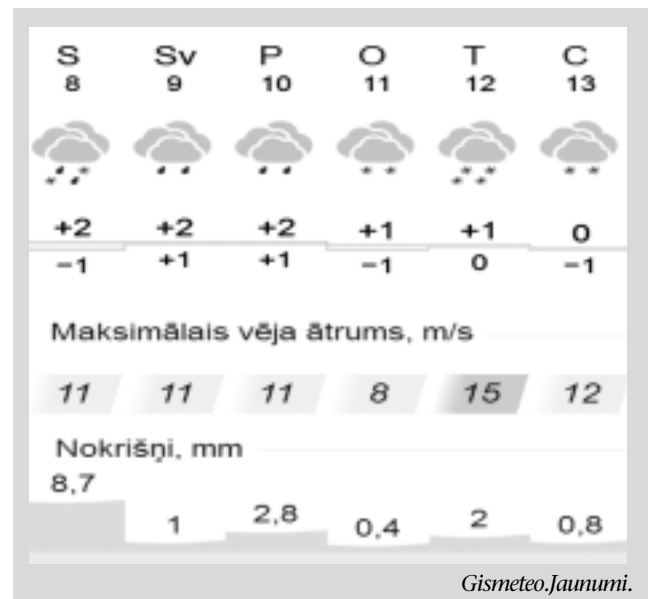 S Sv P O T C
8 9 10 11 12 13
+2 +2 +2 +1 +1 0
−1 +1 +1 −1 0 −1
Maksimālais vēja ātrums, m/s
11 11 11 8 15 12
Nokrišņi, mm
8,7 1 2,8 0,4 2 0,8
Gismeteo.Jaunumi.